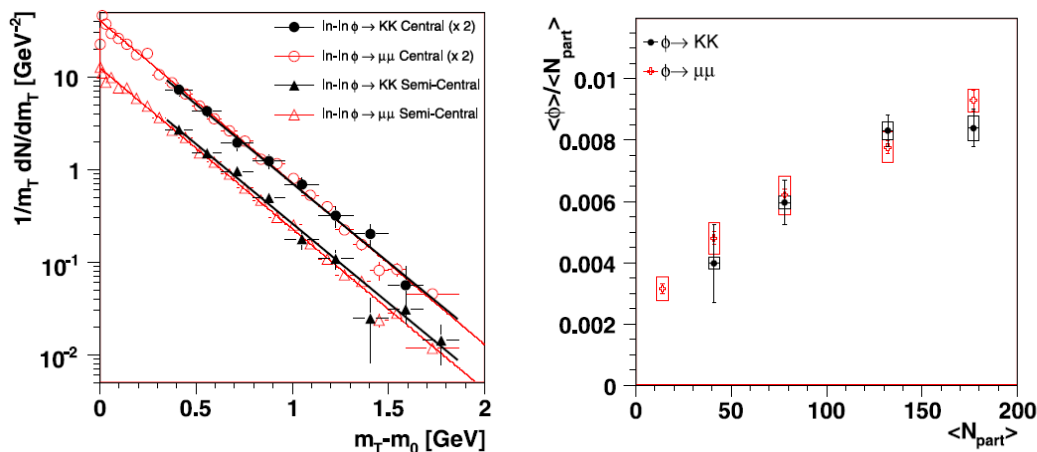 1/m_T dN/dm_T [GeV⁻²]
10
1
10⁻¹
10⁻²
In-In ϕ→ KK Central (x 2)
In-In ϕ→ μμ Central (x 2)
In-In ϕ→ KK Semi-Central
In-In ϕ→ μμ Semi-Central
0 0.5 1 1.5 2
m_T-m_0 [GeV]
<ϕ>/<N_part>
0.01
0.008
0.006
0.004
0.002
0
ϕ→ KK
ϕ→ μμ
0 50 100 150 200
<N_part>